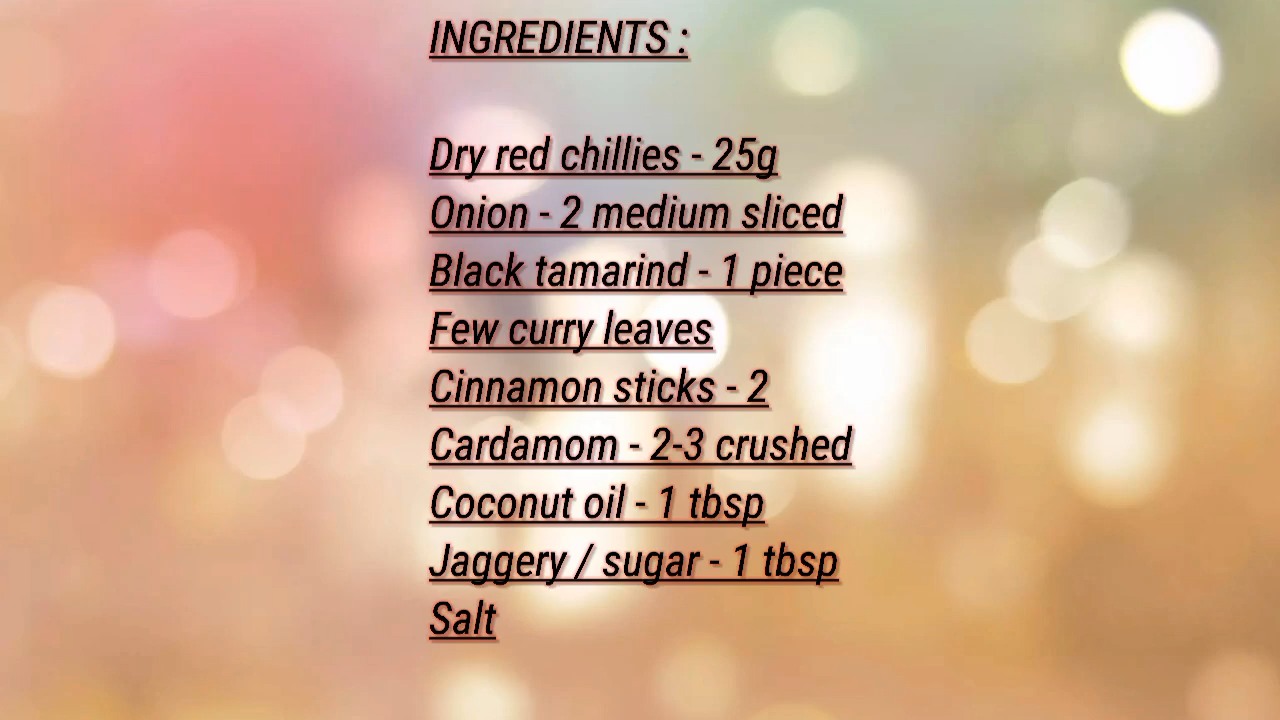 INGREDIENTS :
Dry red chillies - 25g
Onion - 2 medium sliced
Black tamarind - 1 piece
Few curry leaves
Cinnamon sticks - 2
Cardamom - 2-3 crushed
Coconut oil - 1 tbsp
Jaggery / sugar - 1 tbsp
Salt